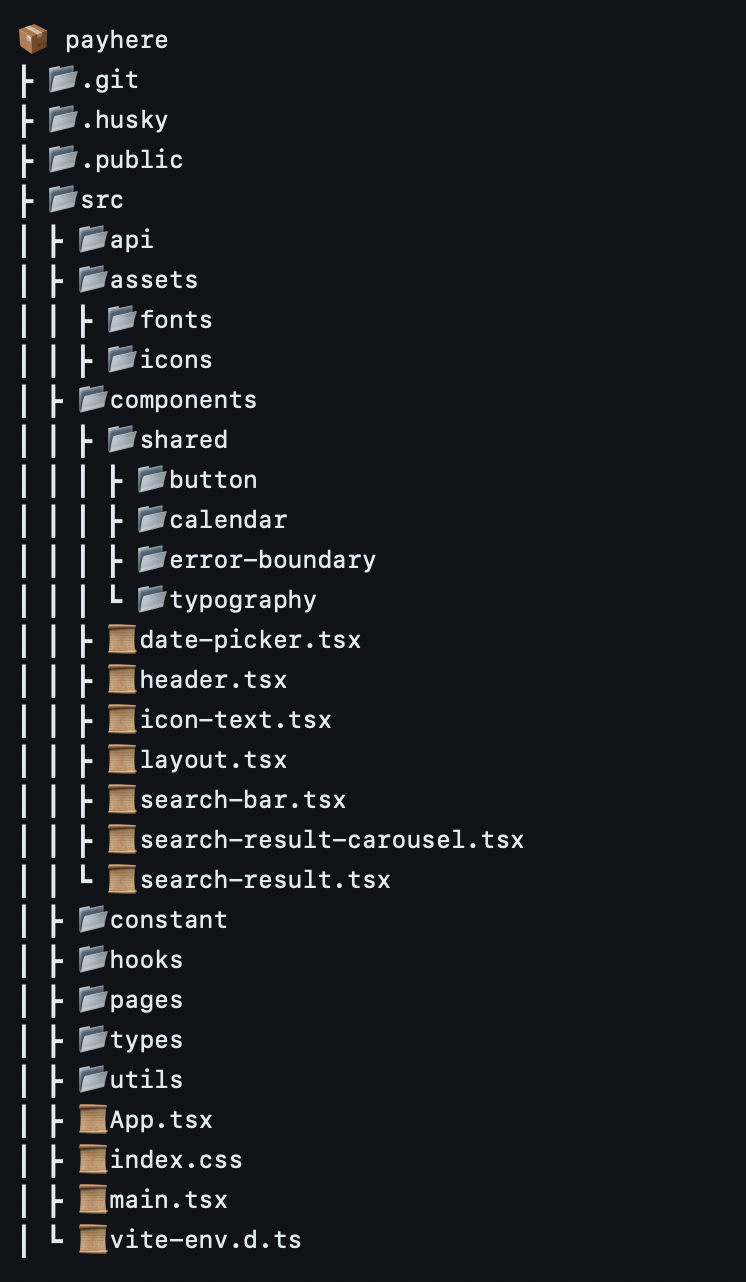 payhere
.git
.husky
.public
src
api
assets
fonts
icons
components
shared
button
calendar
error-boundary
typography
date-picker.tsx
header.tsx
icon-text.tsx
layout.tsx
search-bar.tsx
search-result-carousel.tsx
search-result.tsx
constant
hooks
pages
types
utils
App.tsx
index.css
main.tsx
vite-env.d.ts